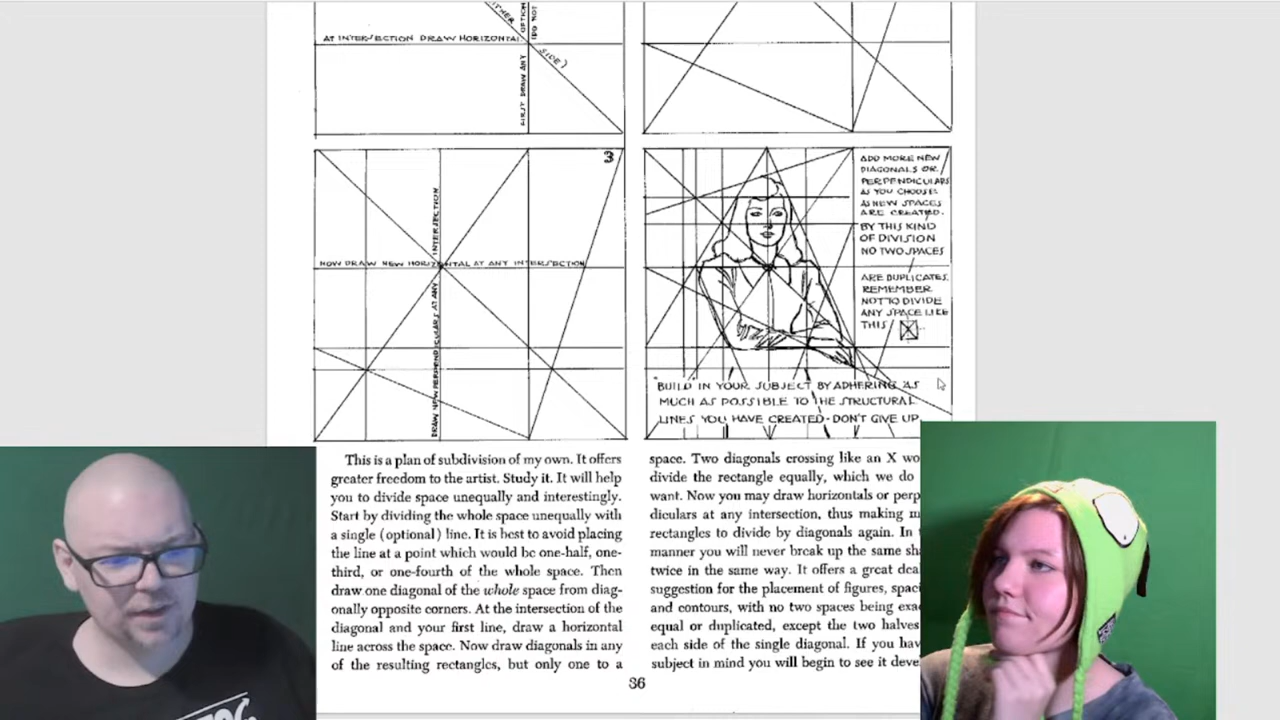 EITHER
SIDE)
OPTION
(DO NOT
FIRST DRAW ANY
AT INTERSECTION DRAW HORIZONTAL
3
DRAW NEW PERPENDICULARS AT ANY INTERSECTION
NOW DRAW NEW HORIZONTAL AT ANY INTERSECTION
ADD MORE NEW
DIAGONALS OR
PERPENDICULARS
AS YOU CHOOSE
AS NEW SPACES
ARE CREATED.
BY THIS KIND
OF DIVISION
NO TWO SPACES
ARE DUPLICATES.
REMEMBER
NOT TO DIVIDE
ANY SPACE LIKE
THIS
"BUILD" IN YOUR SUBJECT BY ADHERING AS
MUCH AS POSSIBLE TO THE STRUCTURAL
LINES YOU HAVE CREATED - DON'T GIVE UP
This is a plan of subdivision of my own. It offers
greater freedom to the artist. Study it. It will help
you to divide space unequally and interestingly.
Start by dividing the whole space unequally with
a single (optional) line. It is best to avoid placing
the line at a point which would be one-half, one-
third, or one-fourth of the whole space. Then
draw one diagonal of the whole space from diag-
onally opposite corners. At the intersection of the
diagonal and your first line, draw a horizontal
line across the space. Now draw diagonals in any
of the resulting rectangles, but only one to a
space. Two diagonals crossing like an X wo
divide the rectangle equally, which we do
want. Now you may draw horizontals or perp
diculars at any intersection, thus making m
rectangles to divide by diagonals again. In
manner you will never break up the same sha
twice in the same way. It offers a great dea
suggestion for the placement of figures, spaci
and contours, with no two spaces being exac
equal or duplicated, except the two halves
each side of the single diagonal. If you hav
subject in mind you will begin to see it deve
36